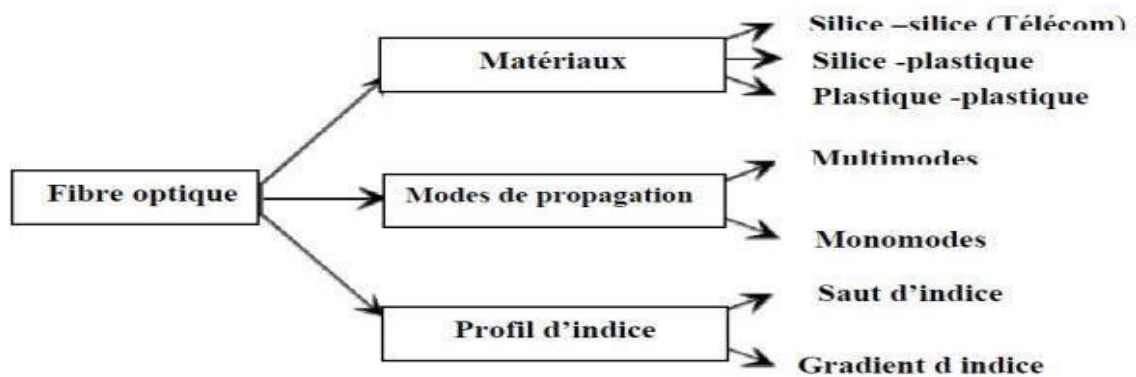 Silice –silice (Télécom)
Matériaux
Silice -plastique
Plastique -plastique
Multimodes
Fibre optique
Modes de propagation
Monomodes
Saut d’indice
Profil d’indice
Gradient d indice